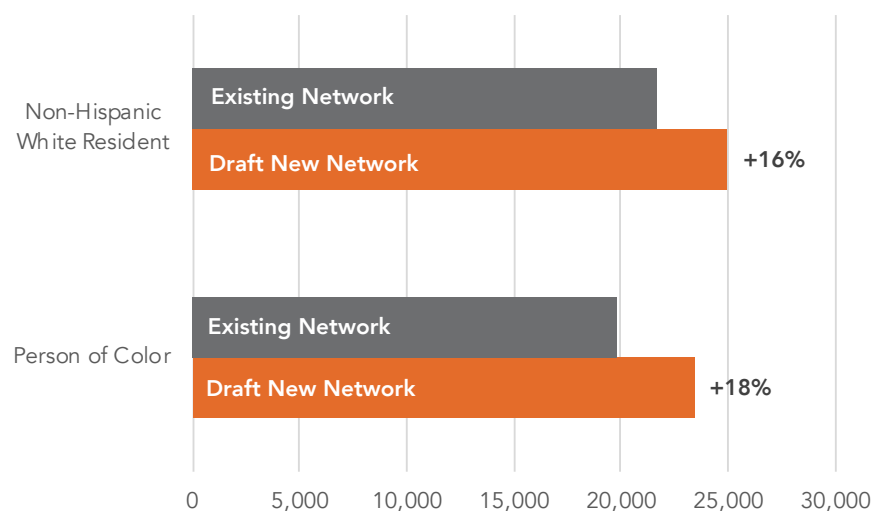 Non-Hispanic
White Resident
Existing Network
Draft New Network
+16%
Person of Color
Existing Network
Draft New Network
+18%
0 5,000 10,000 15,000 20,000 25,000 30,000